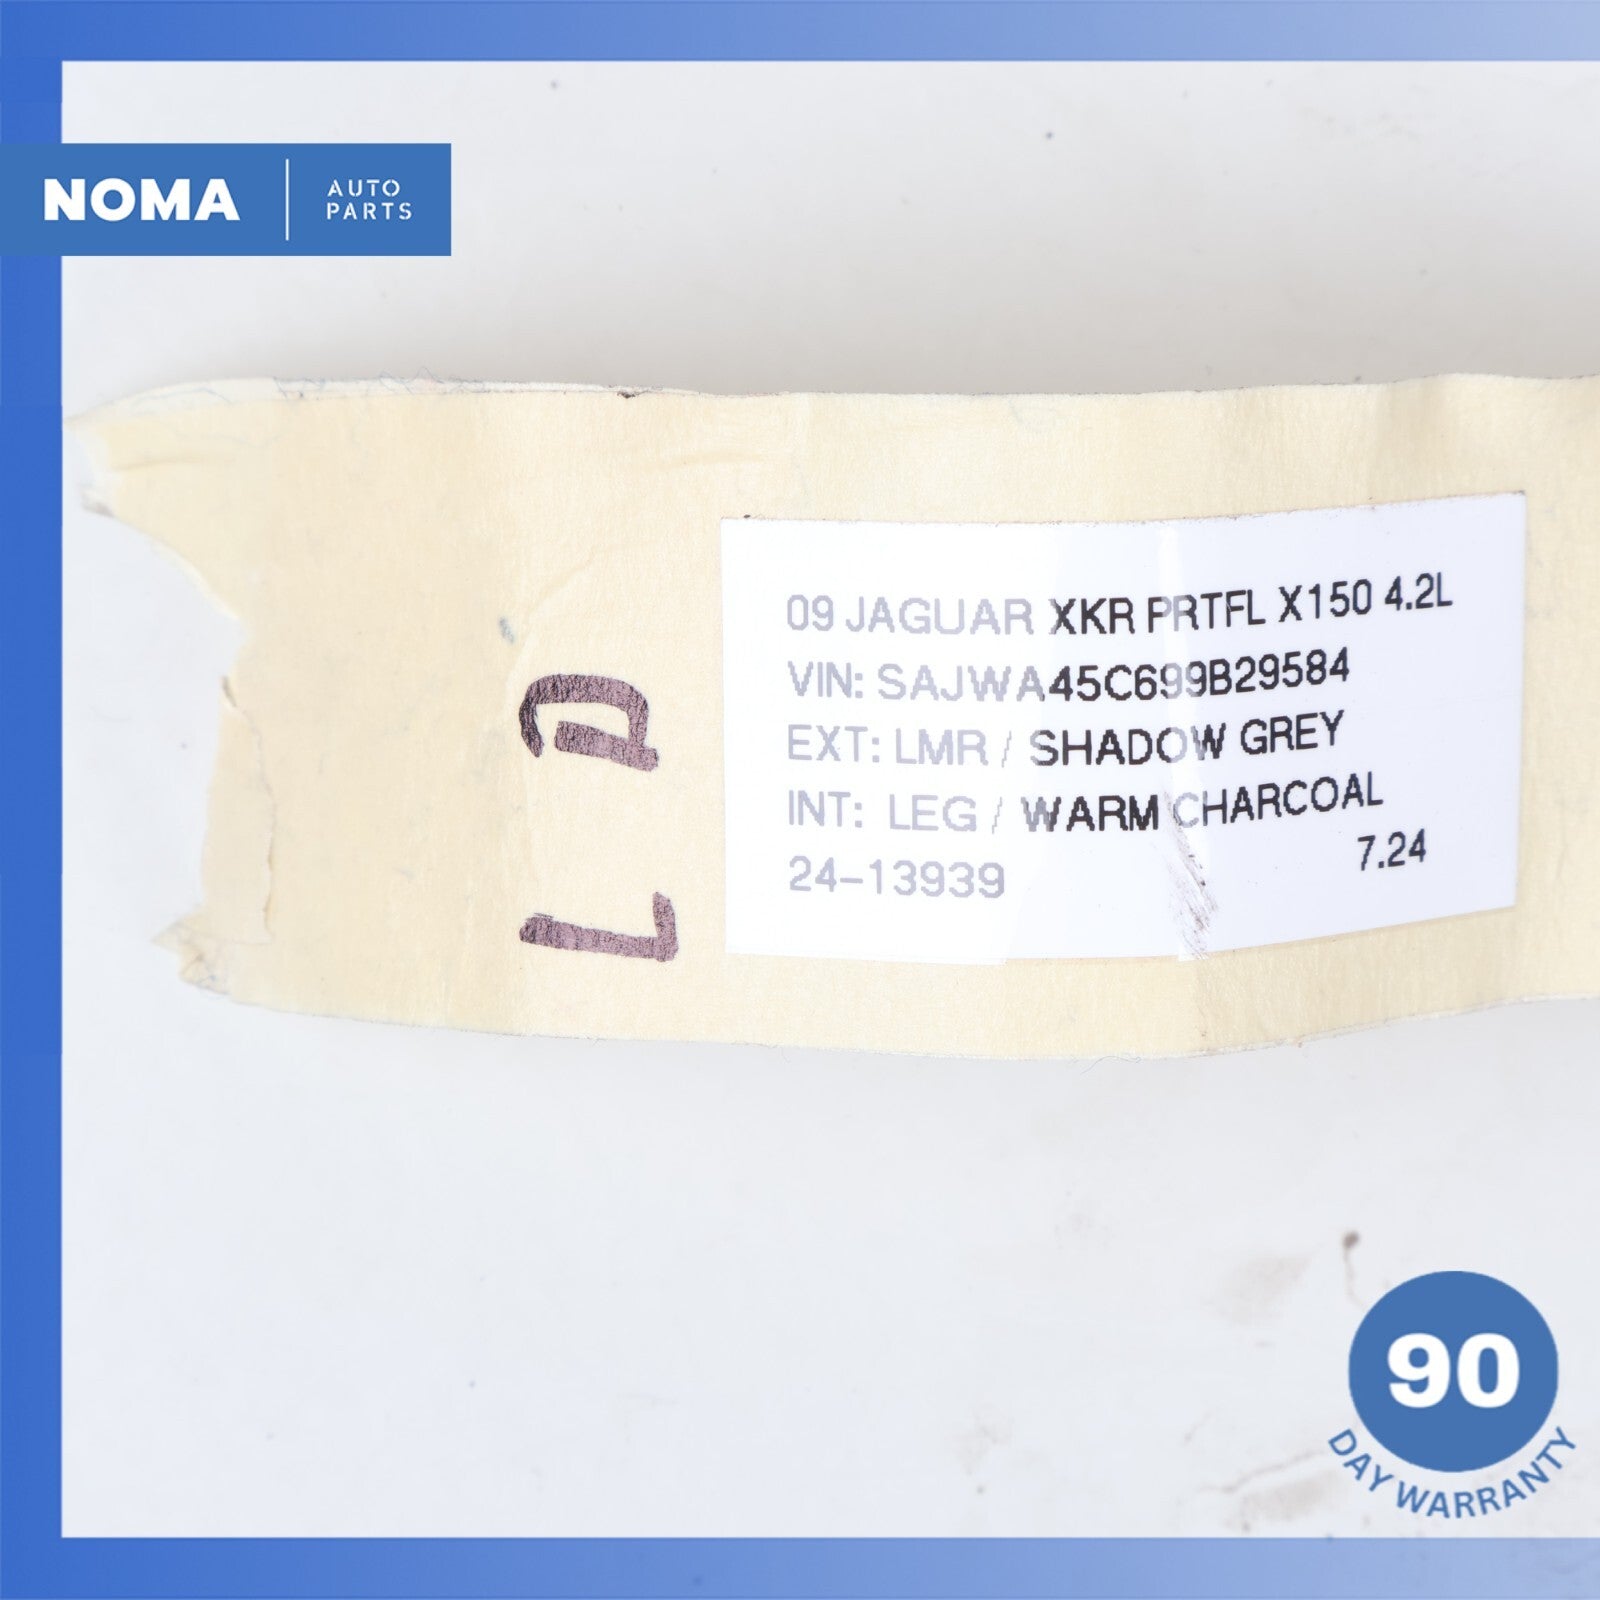 NOMA
AUTO
PARTS
09 JAGUAR XKR PRTFL X150 4.2L
VIN: SAJWA45C699B29584
EXT: LMR / SHADOW GREY
INT: LEG / WARM CHARCOAL
24-13939 7.24
LD
90
DAY WARRANTY